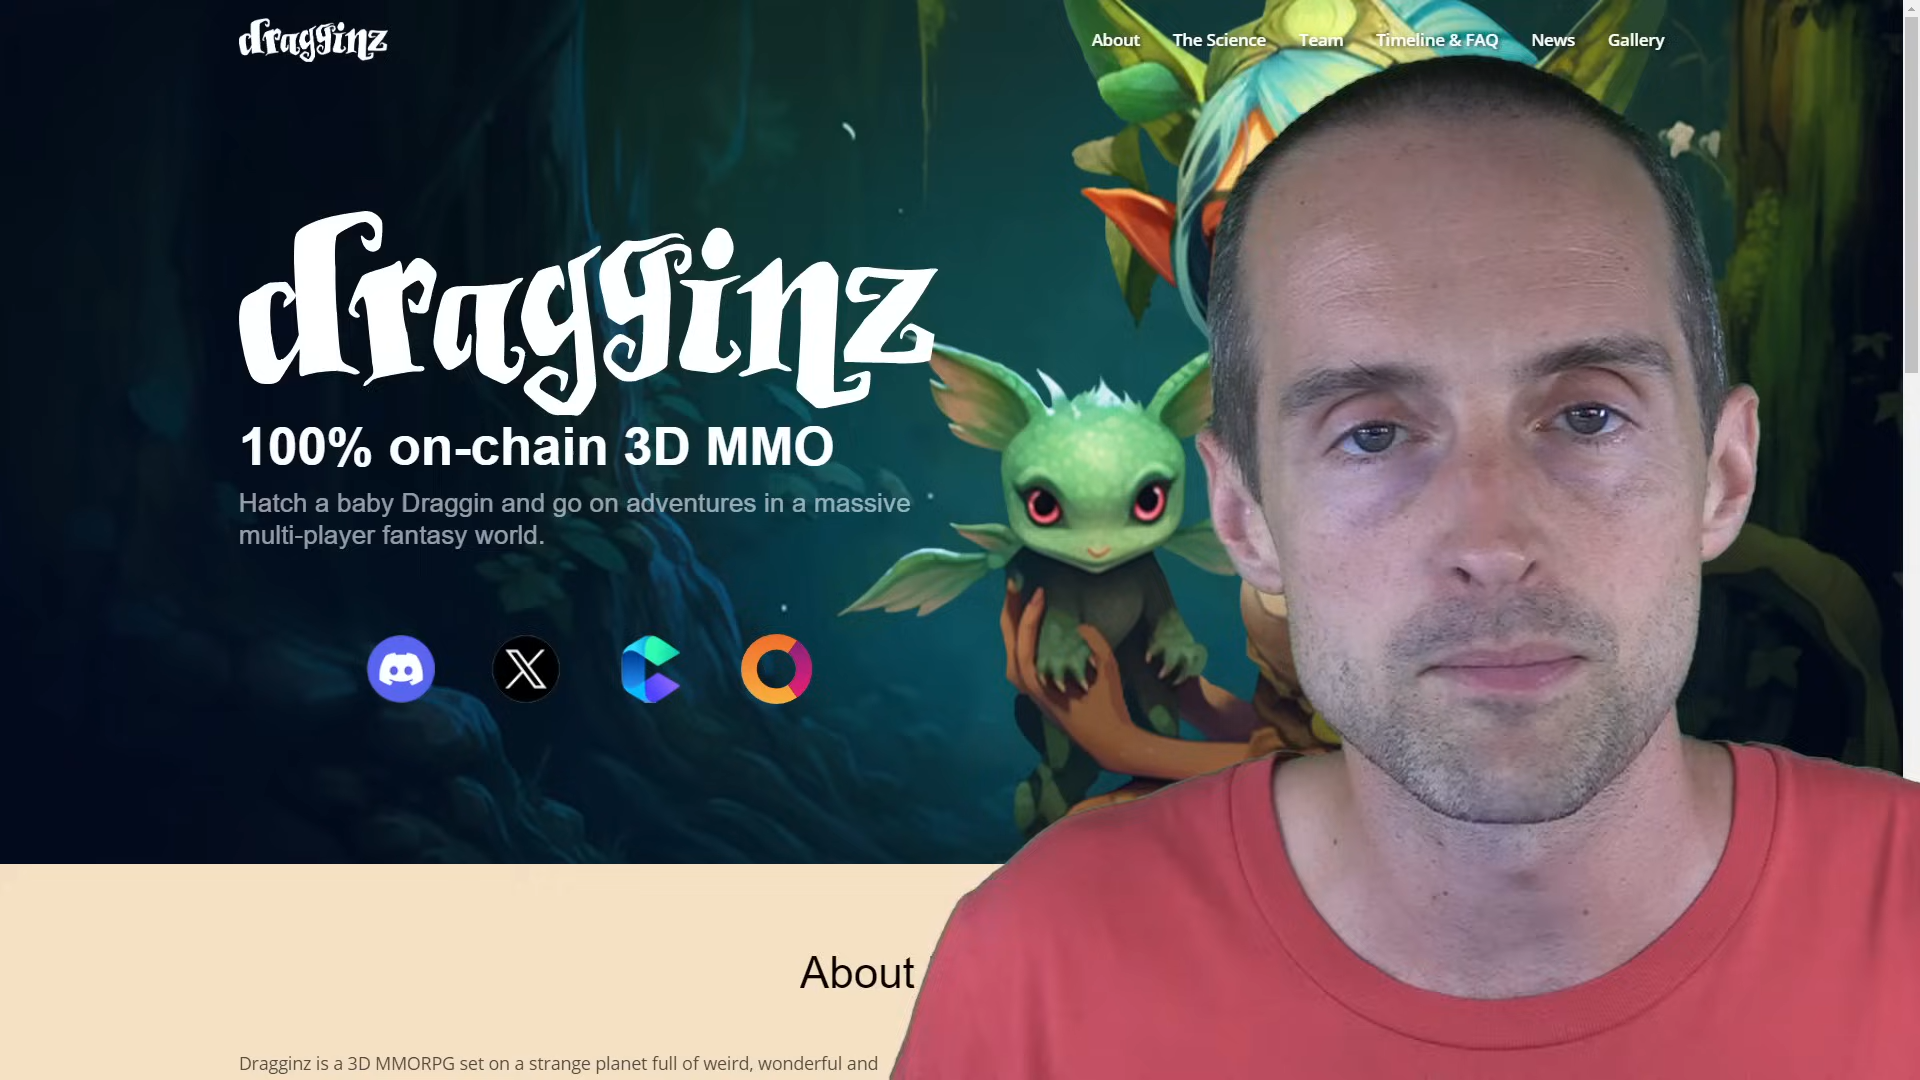 dragginz
About
The Science
Team
Timeline & FAQ
News
Gallery
dragginz
100% on-chain 3D MMO
Hatch a baby Draggin and go on adventures in a massive
multi-player fantasy world.
About
Dragginz is a 3D MMORPG set on a strange planet full of weird, wonderful and